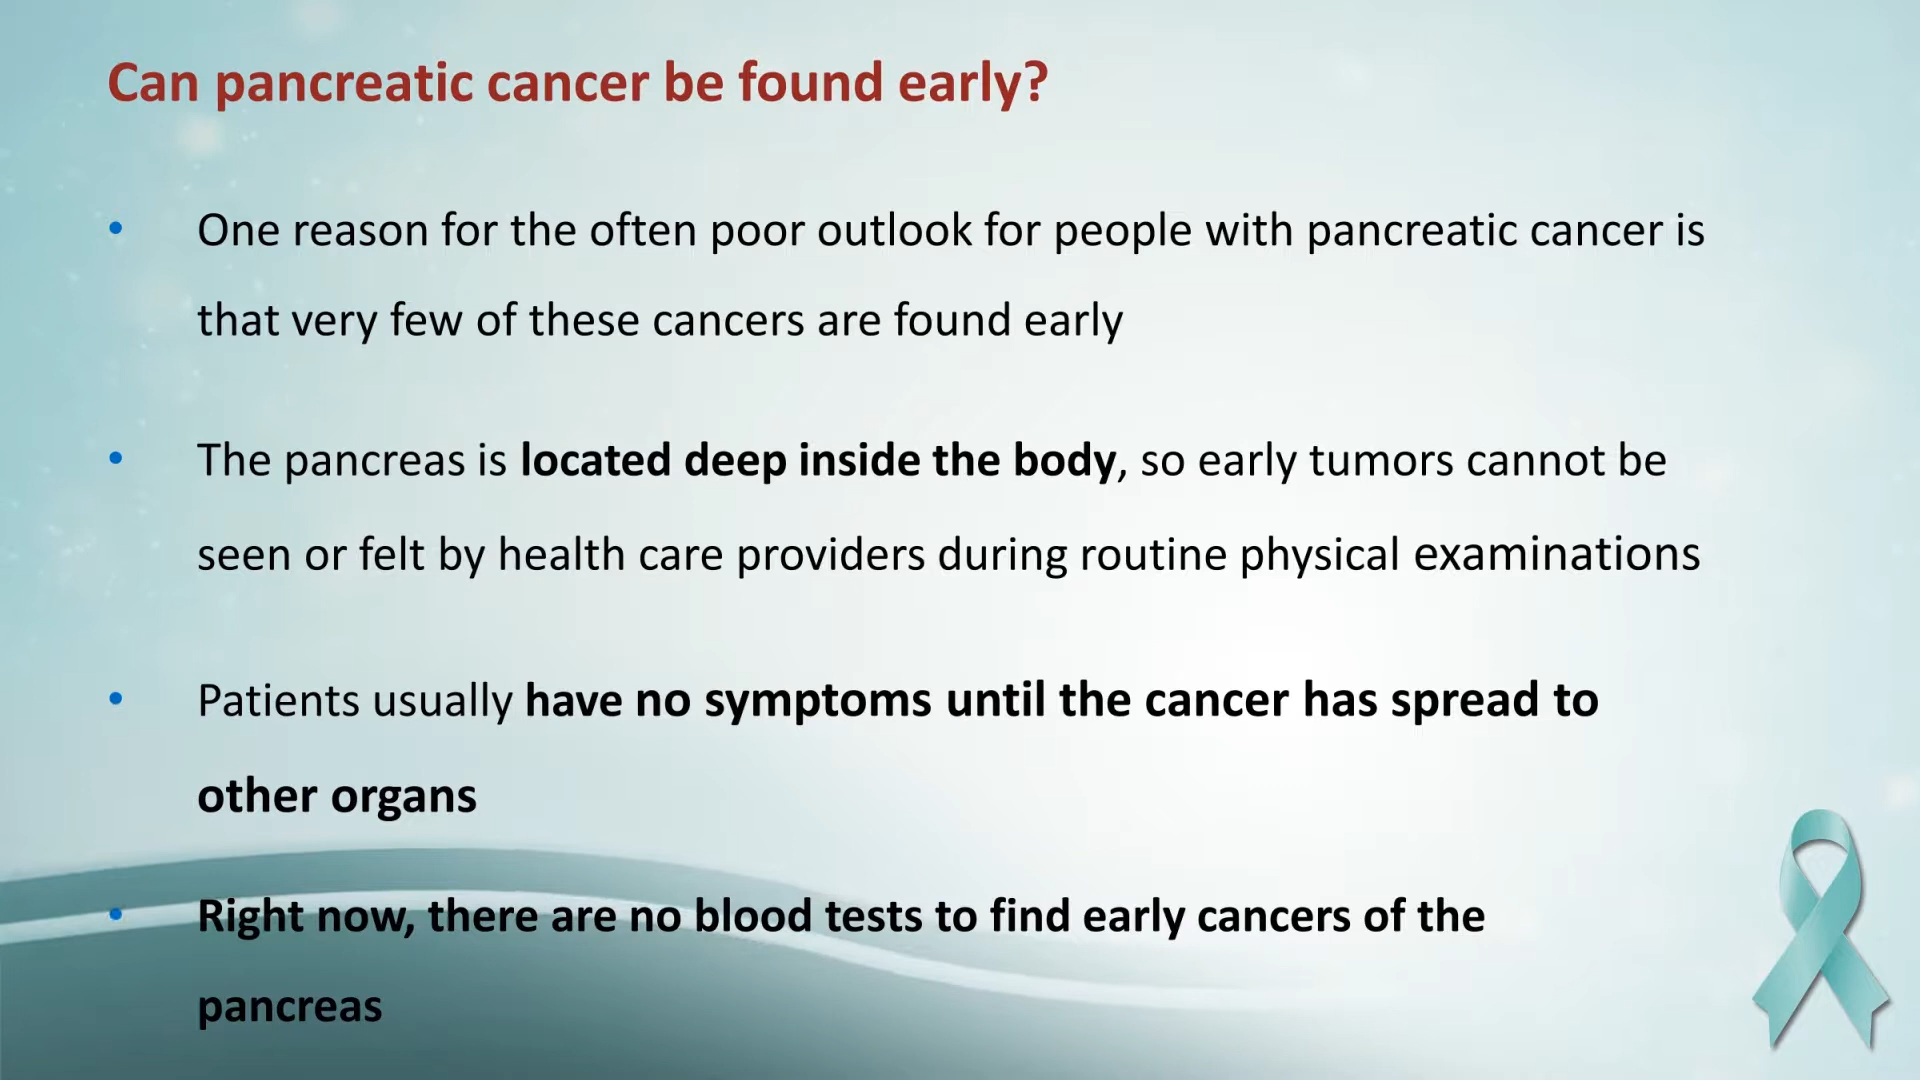 Can pancreatic cancer be found early?
• One reason for the often poor outlook for people with pancreatic cancer is
that very few of these cancers are found early
• The pancreas is located deep inside the body, so early tumors cannot be
seen or felt by health care providers during routine physical examinations
• Patients usually have no symptoms until the cancer has spread to
other organs
• Right now, there are no blood tests to find early cancers of the
pancreas